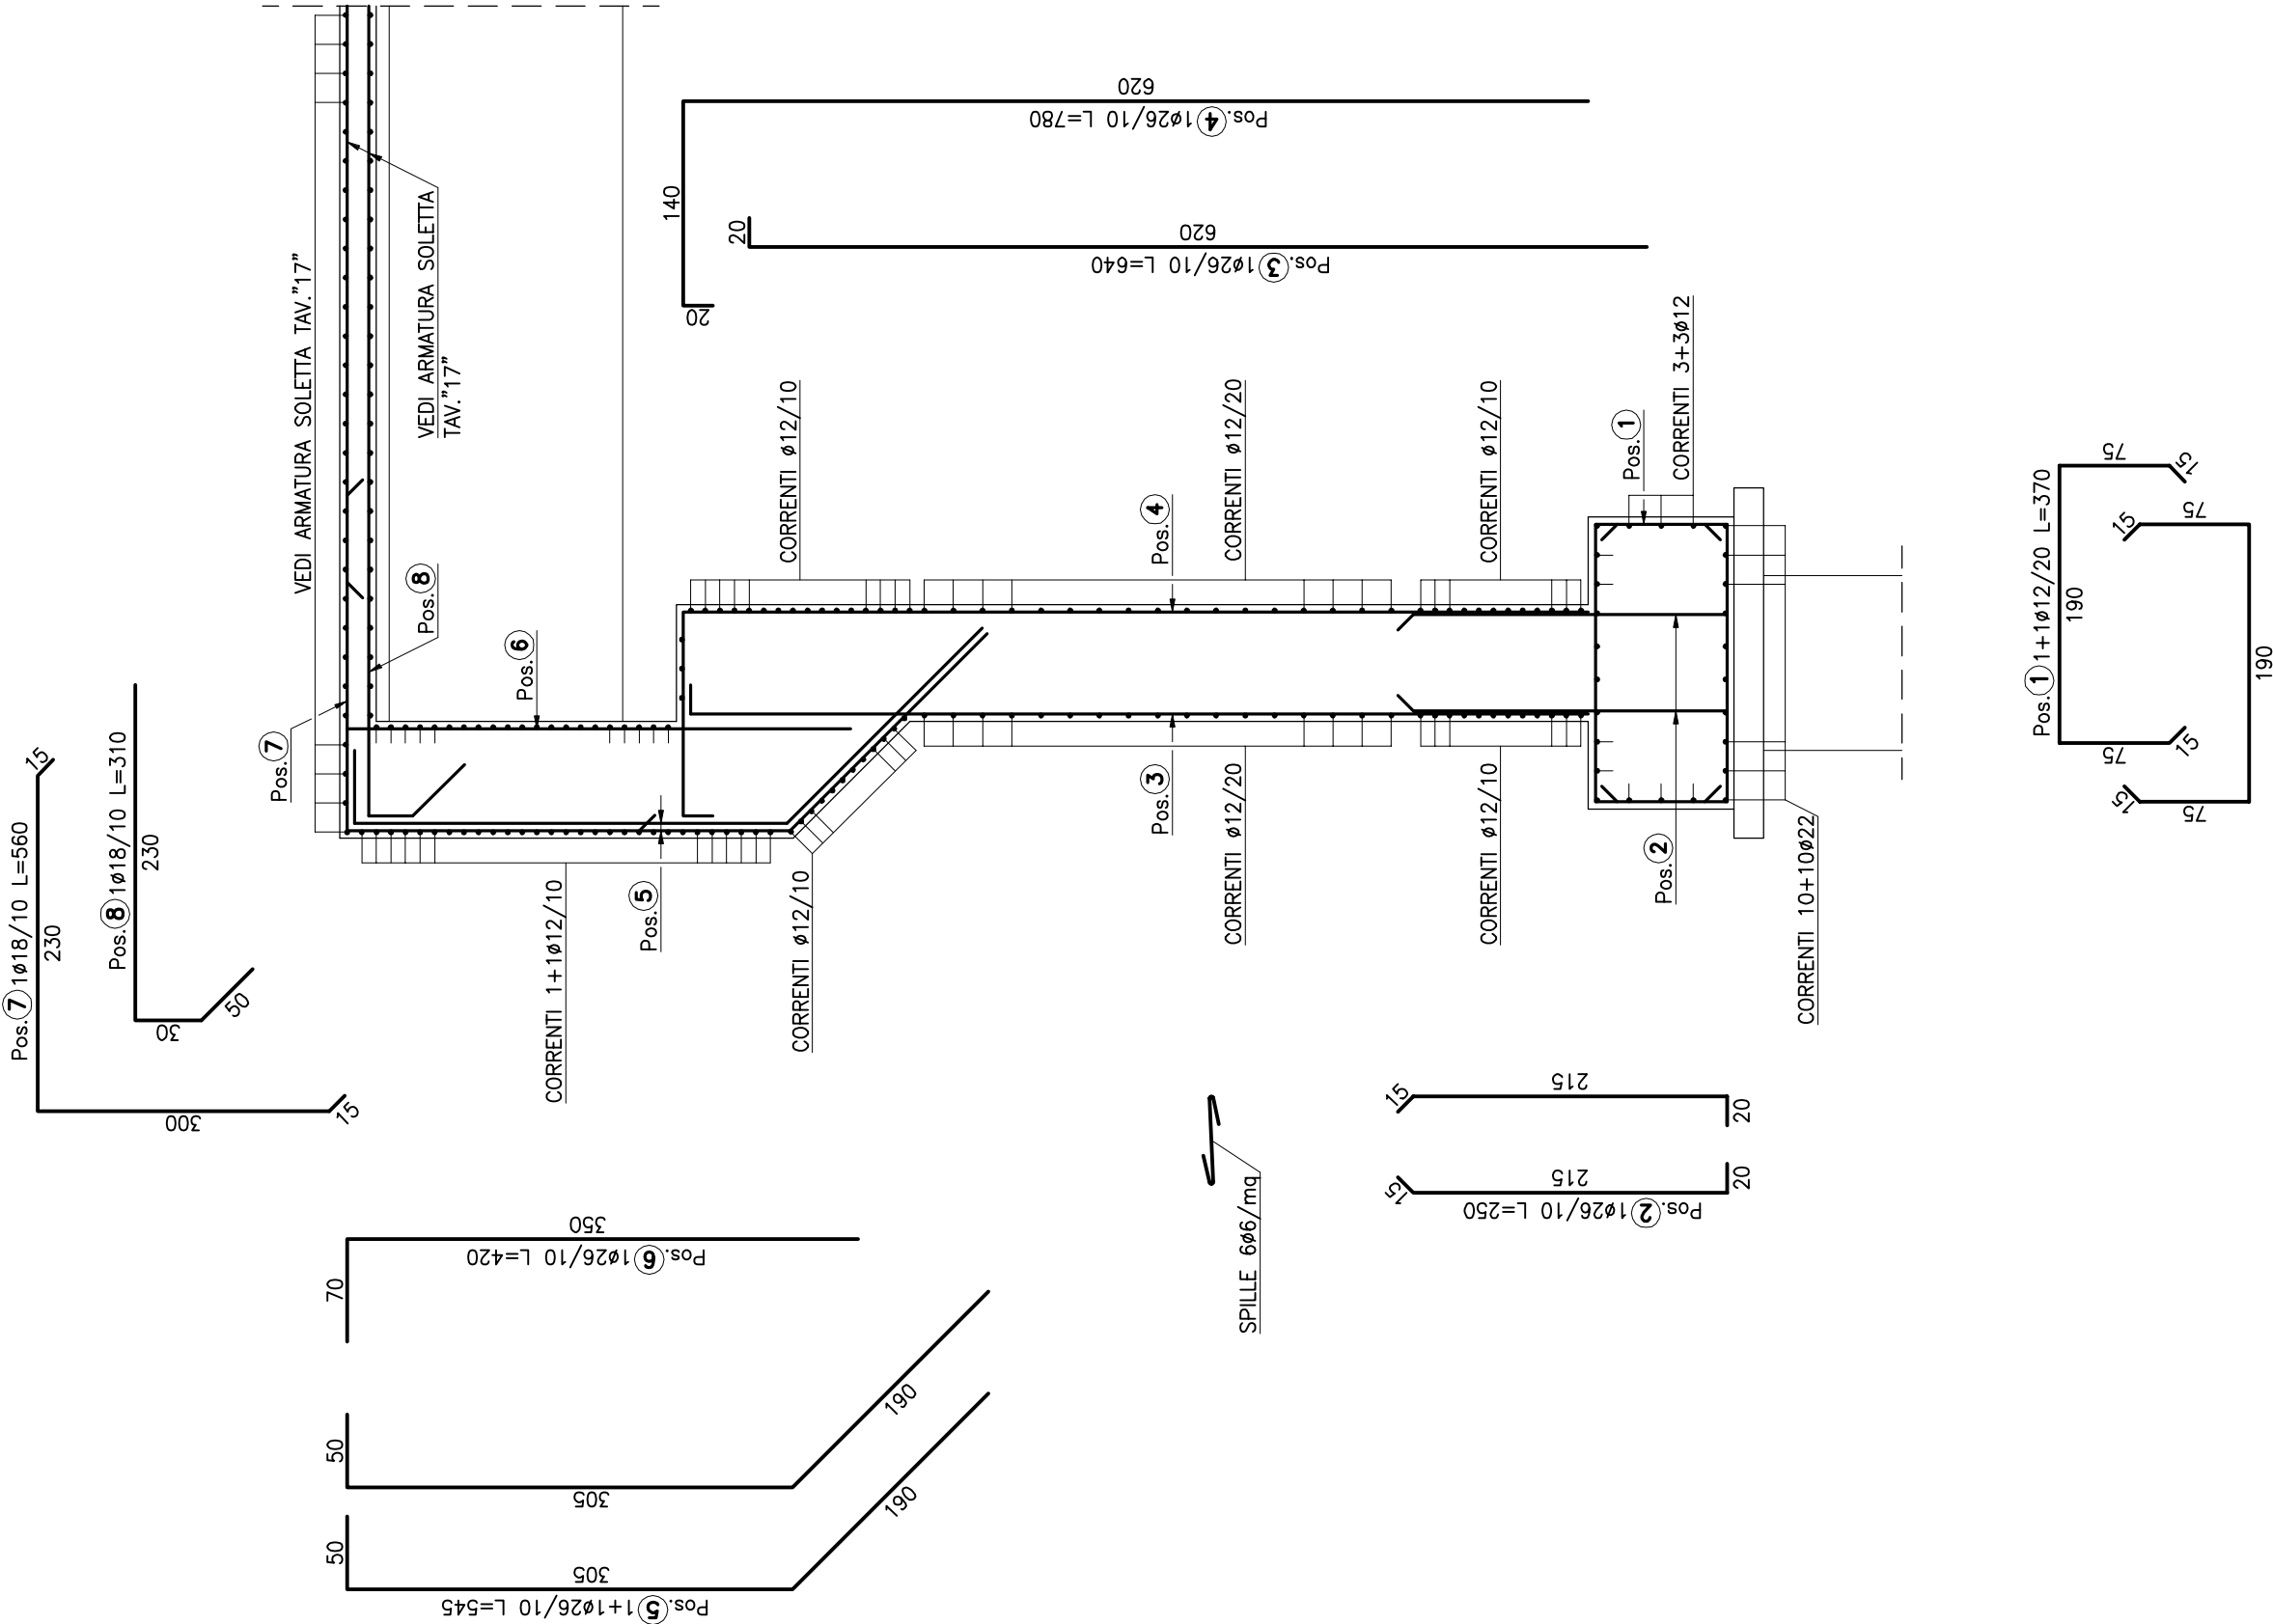 620
Pos.4 1ø26/10 L=780
140
20
20
620
Pos.3 1ø26/10 L=640
VEDI ARMATURA SOLETTA TAV."17"
VEDI ARMATURA SOLETTA
TAV."17"
CORRENTI ø12/10
CORRENTI ø12/20
CORRENTI ø12/10
Pos.1
CORRENTI 3+3ø12
Pos.4
Pos.8
Pos.6
Pos.7
Pos.3
Pos.5
Pos.2
CORRENTI 1+1ø12/10
CORRENTI ø12/10
CORRENTI ø12/20
CORRENTI ø12/10
CORRENTI 10+10ø22
Pos.7 1ø18/10 L=560
230
15
300
15
Pos.8 1ø18/10 L=310
230
30
50
Pos.1 1+1ø12/20 L=370
190
75
15
75
15
15
75
15
75
190
SPILLE 6ø6/mq
15
215
20
15
215
20
Pos.2 1ø26/10 L=250
350
Pos.6 1ø26/10 L=420
70
50
305
190
50
305
190
Pos.5 1+1ø26/10 L=545